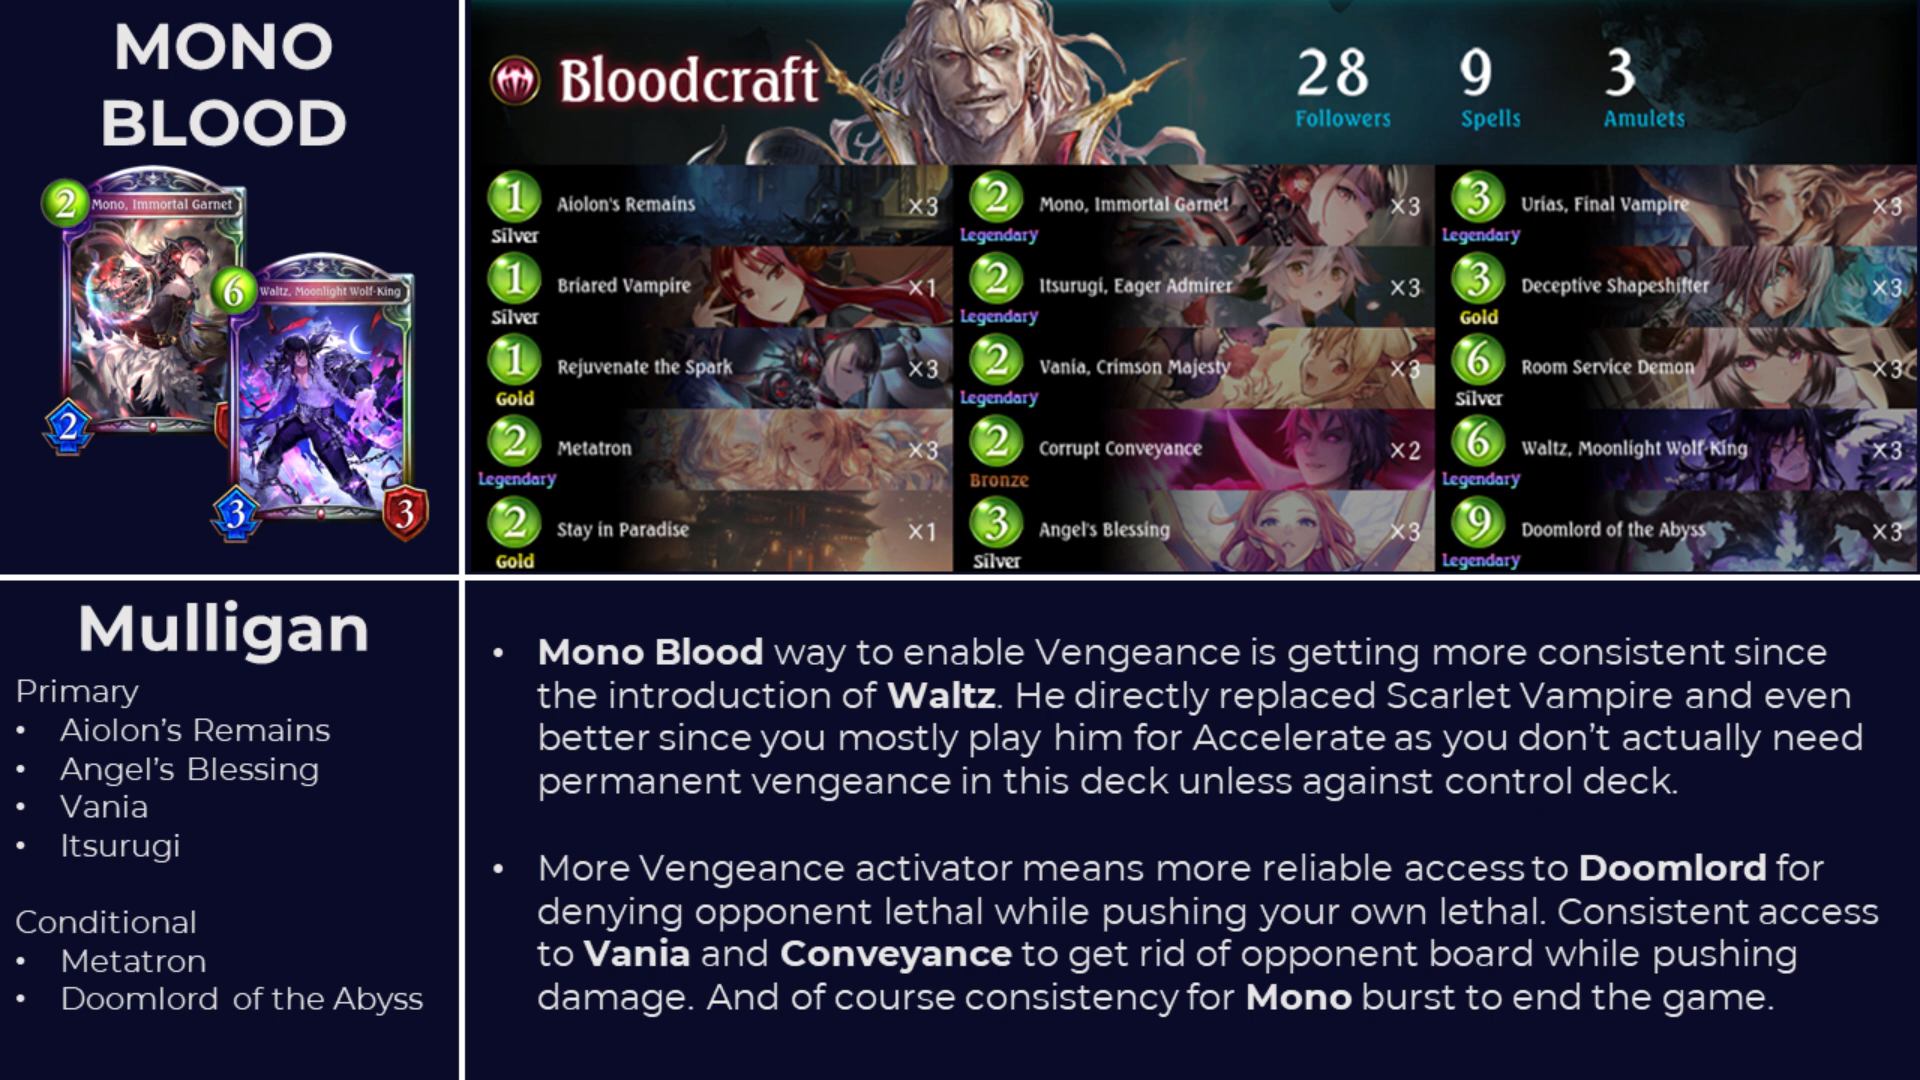 MONO
BLOOD
2
Mono, Immortal Garnet
2
6
Waltz, Moonlight Wolf-King
3
3
Bloodcraft
28
Followers
9
Spells
3
Amulets
1
Silver
Aiolon's Remains
×3
1
Silver
Briared Vampire
×1
1
Gold
Rejuvenate the Spark
×3
2
Legendary
Metatron
×3
2
Gold
Stay in Paradise
×1
2
Legendary
Mono, Immortal Garnet
×3
2
Legendary
Itsurugi, Eager Admirer
×3
2
Legendary
Vania, Crimson Majesty
×3
2
Bronze
Corrupt Conveyance
×2
3
Silver
Angel's Blessing
×3
3
Legendary
Urias, Final Vampire
×3
3
Gold
Deceptive Shapeshifter
×3
6
Silver
Room Service Demon
×3
6
Legendary
Waltz, Moonlight Wolf-King
×3
9
Legendary
Doomlord of the Abyss
×3
Mulligan
Primary
• Aiolon’s Remains
• Angel’s Blessing
• Vania
• Itsurugi
Conditional
• Metatron
• Doomlord of the Abyss
• Mono Blood way to enable Vengeance is getting more consistent since
the introduction of Waltz. He directly replaced Scarlet Vampire and even
better since you mostly play him for Accelerate as you don’t actually need
permanent vengeance in this deck unless against control deck.
• More Vengeance activator means more reliable access to Doomlord for
denying opponent lethal while pushing your own lethal. Consistent access
to Vania and Conveyance to get rid of opponent board while pushing
damage. And of course consistency for Mono burst to end the game.